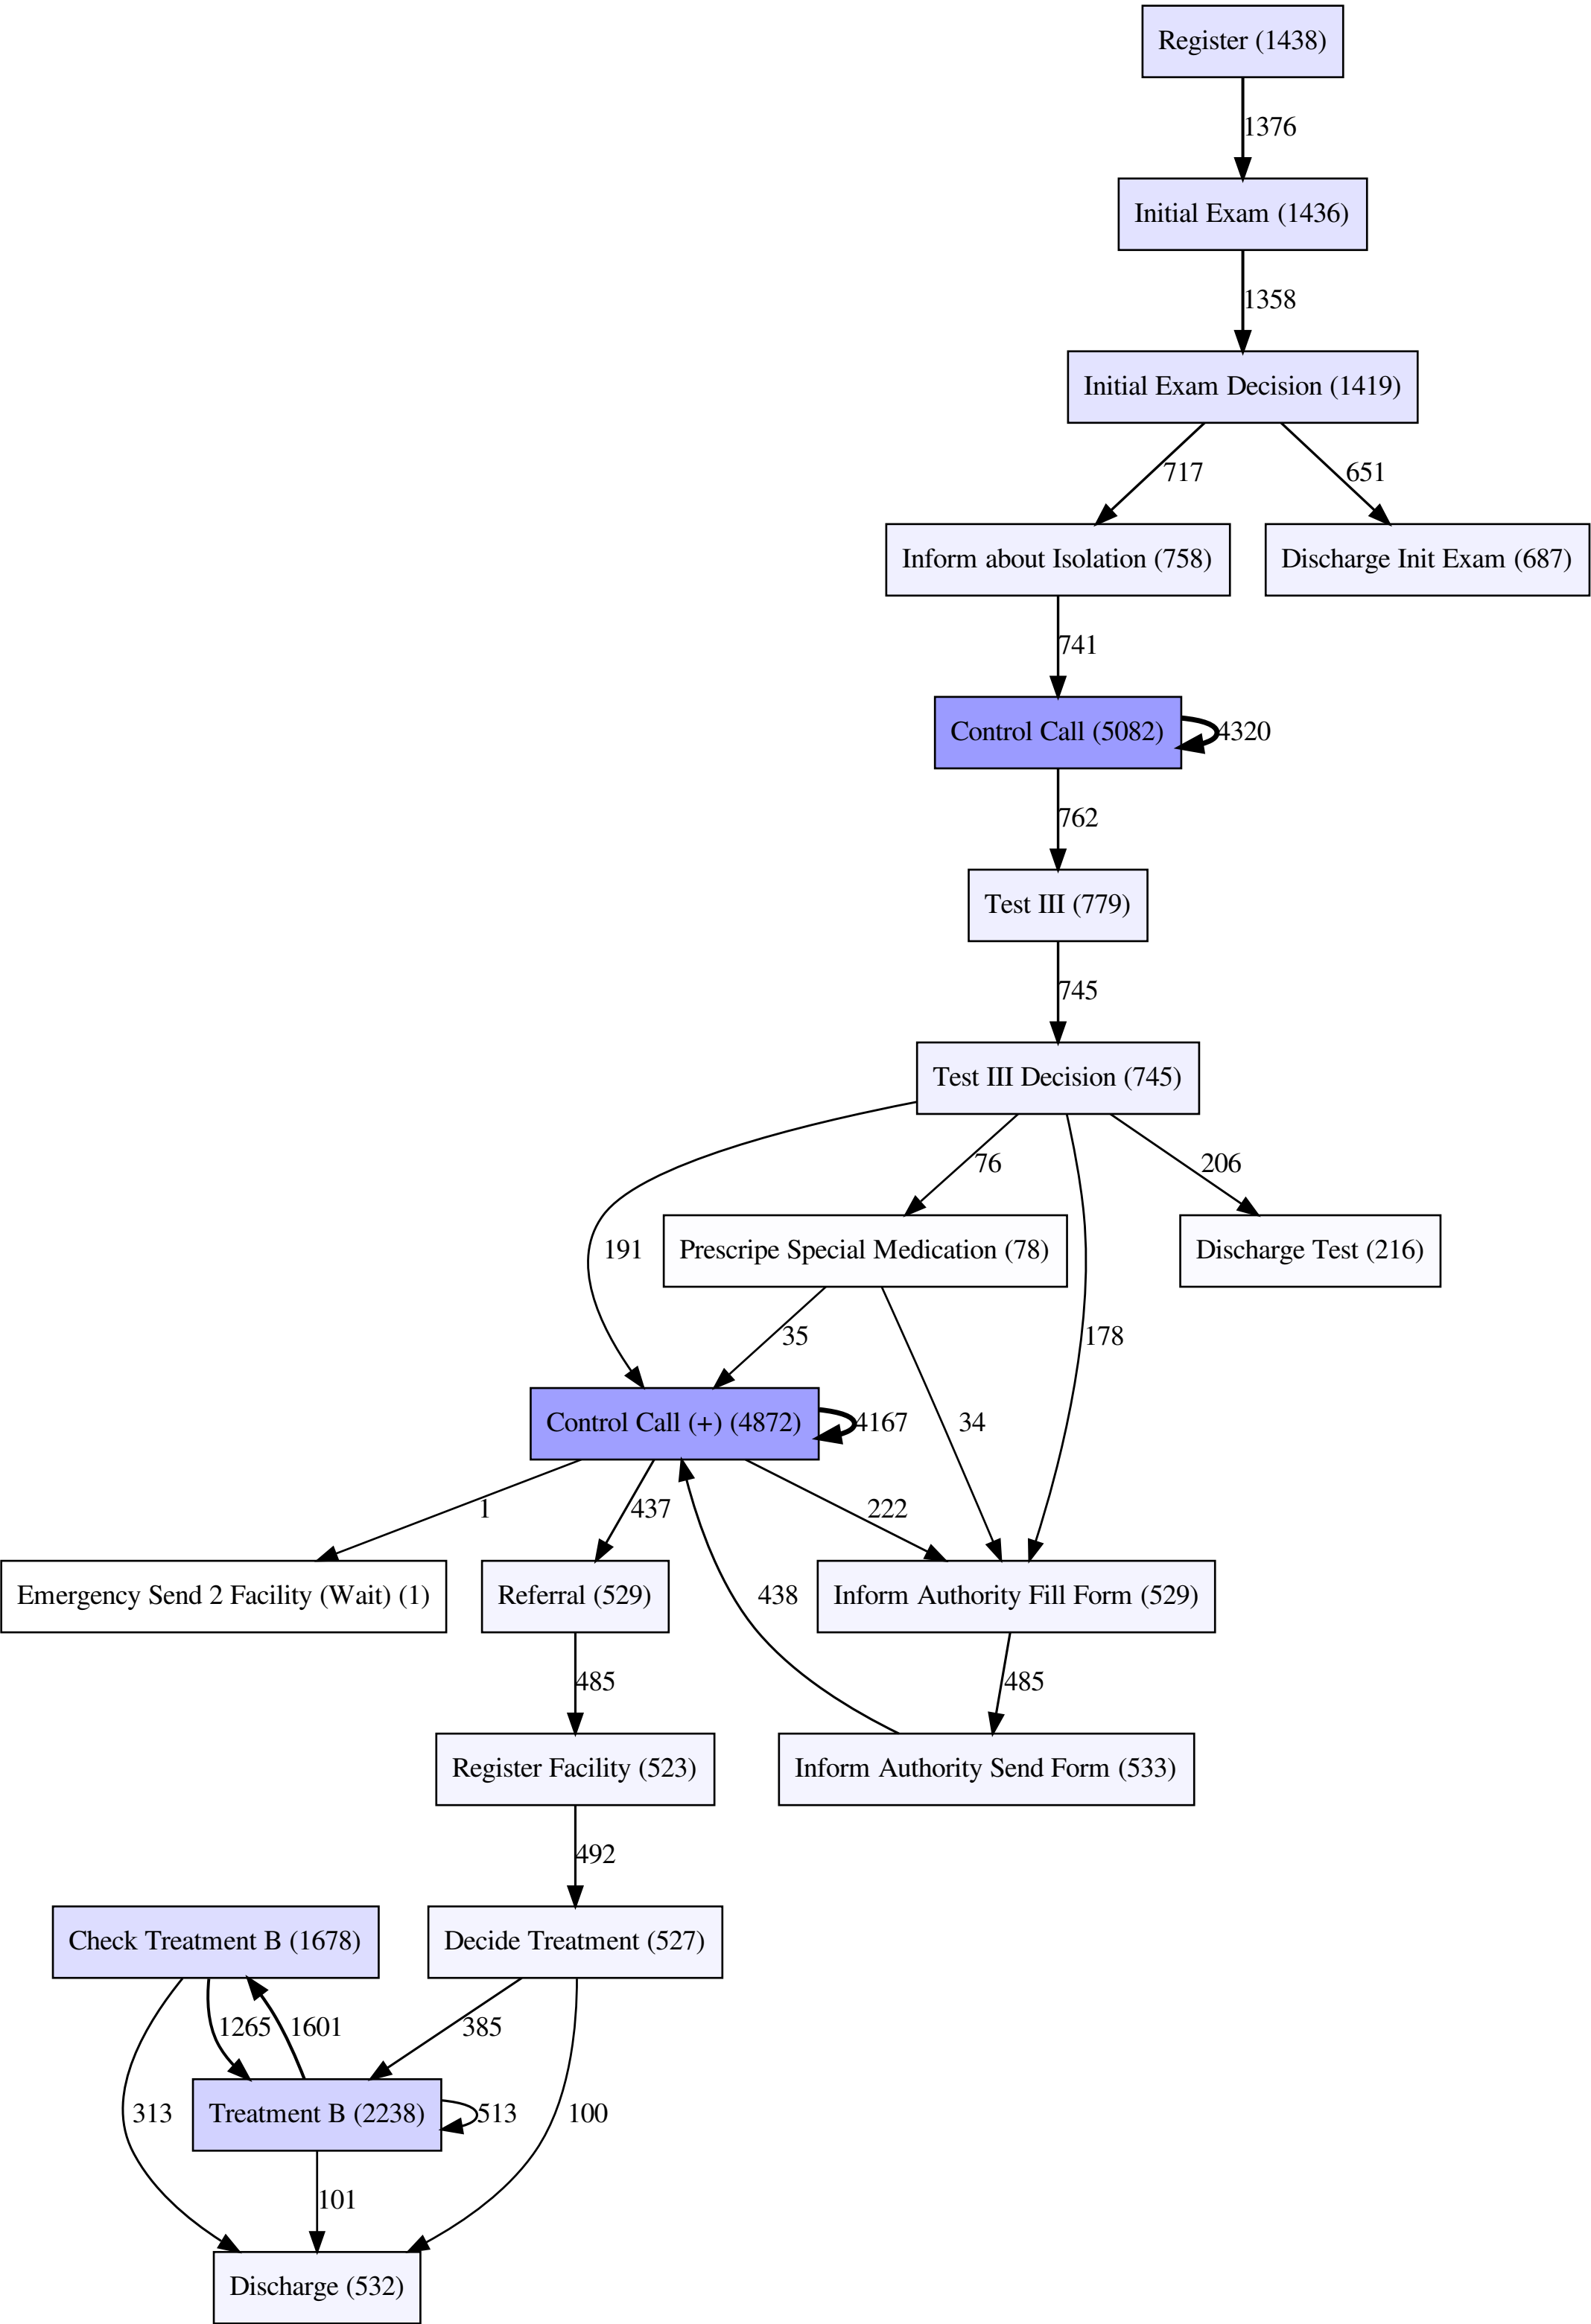 Register (1438)
1376
Initial Exam (1436)
1358
Initial Exam Decision (1419)
717
651
Inform about Isolation (758)
Discharge Init Exam (687)
741
Control Call (5082)
4320
762
Test III (779)
745
Test III Decision (745)
76
206
191
Prescripe Special Medication (78)
Discharge Test (216)
35
178
Control Call (+) (4872)
4167
34
1
437
222
Emergency Send 2 Facility (Wait) (1)
Referral (529)
438
Inform Authority Fill Form (529)
485
485
Register Facility (523)
Inform Authority Send Form (533)
492
Check Treatment B (1678)
Decide Treatment (527)
1265
1601
385
313
Treatment B (2238)
513
100
101
Discharge (532)